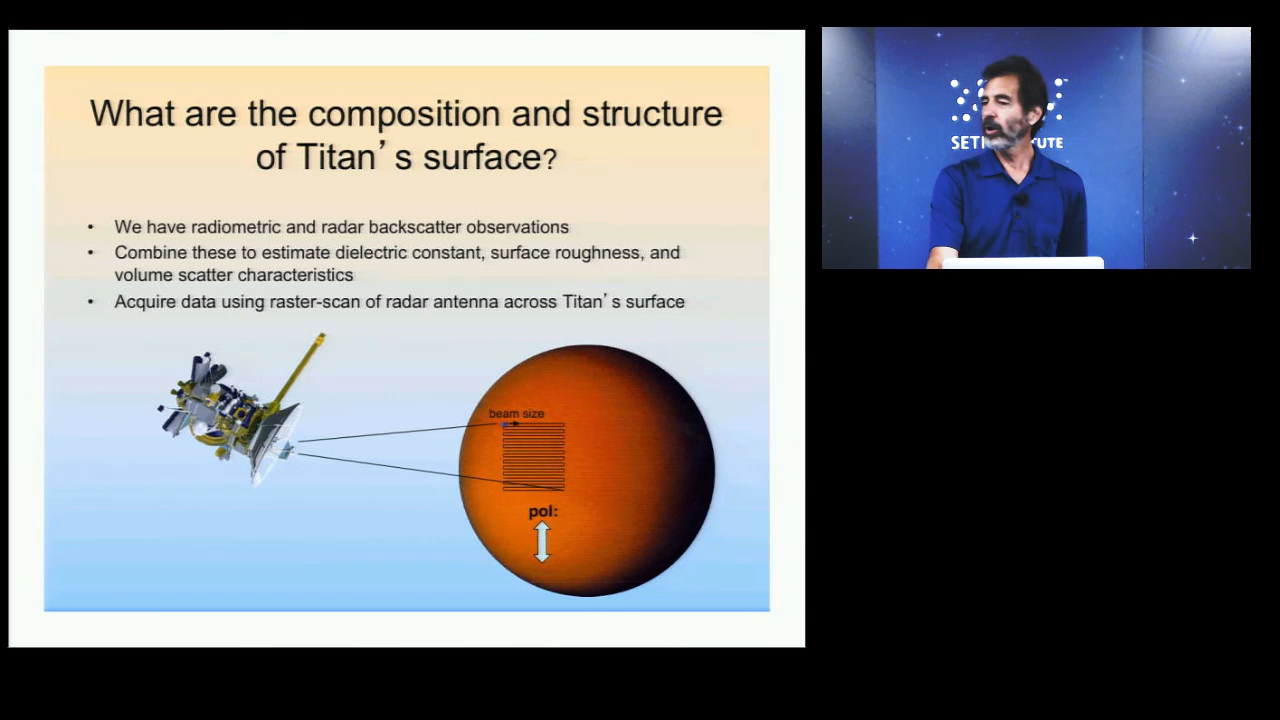 What are the composition and structure
of Titan’s surface?
• We have radiometric and radar backscatter observations
• Combine these to estimate dielectric constant, surface roughness, and
volume scatter characteristics
• Acquire data using raster-scan of radar antenna across Titan’s surface
beam size
pol: